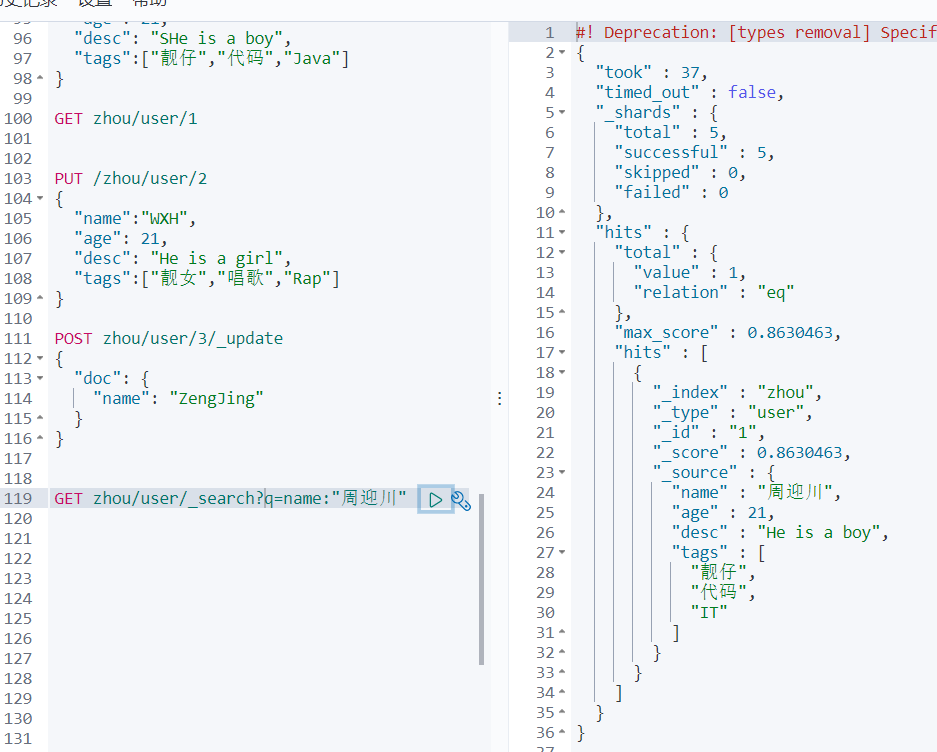 设置 帮助
96 "desc": "SHe is a boy",
97 "tags":["靓仔","代码","Java"]
98 }
99
100 GET zhou/user/1
101
102
103 PUT /zhou/user/2
104 {
105 "name":"WXH",
106 "age": 21,
107 "desc": "He is a girl",
108 "tags":["靓女","唱歌","Rap"]
109 }
110
111 POST zhou/user/3/_update
112 {
113 "doc": {
114 "name": "ZengJing"
115 }
116 }
117
118
119 GET zhou/user/_search?q=name:"周迎川"
120
121
122
123
124
125
126
127
128
129
130
131
1 #! Deprecation: [types removal] Specif
2 {
3 "took" : 37,
4 "timed_out" : false,
5 "_shards" : {
6 "total" : 5,
7 "successful" : 5,
8 "skipped" : 0,
9 "failed" : 0
10 },
11 "hits" : {
12 "total" : {
13 "value" : 1,
14 "relation" : "eq"
15 },
16 "max_score" : 0.8630463,
17 "hits" : [
18 {
19 "_index" : "zhou",
20 "_type" : "user",
21 "_id" : "1",
22 "_score" : 0.8630463,
23 "_source" : {
24 "name" : "周迎川",
25 "age" : 21,
26 "desc" : "He is a boy",
27 "tags" : [
28 "靓仔",
29 "代码",
30 "IT"
31 ]
32 }
33 }
34 ]
35 }
36 }